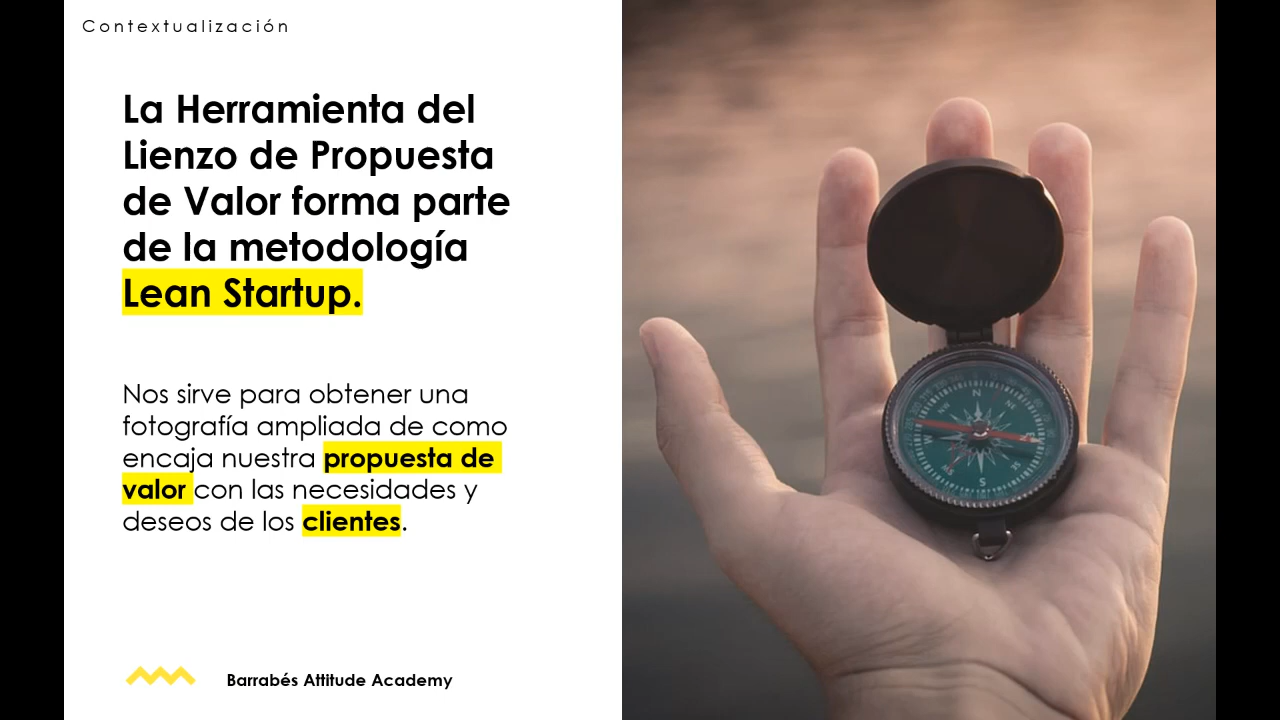 Contextualización
La Herramienta del
Lienzo de Propuesta
de Valor forma parte
de la metodología
Lean Startup.
Nos sirve para obtener una
fotografía ampliada de como
encaja nuestra propuesta de
valor con las necesidades y
deseos de los clientes.
Barrabés Attitude Academy
N
W
S